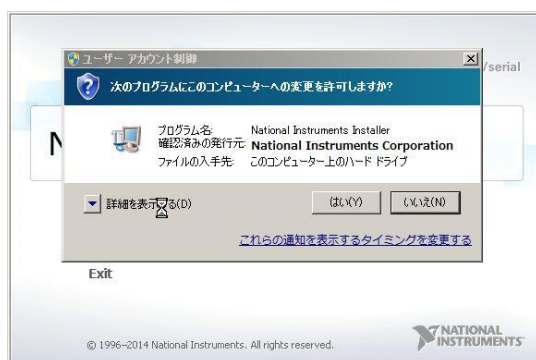 ユーザー アカウント制御
/serial
次のプログラムにこのコンピューターへの変更を許可しますか?
N
プログラム名: National Instruments Installer
確認済みの発行元: National Instruments Corporation
ファイルの入手先: このコンピューター上のハード ドライブ
詳細を表示する(D)
はい(Y)
いいえ(N)
これらの通知を表示するタイミングを変更する
Exit
© 1996–2014 National Instruments. All rights reserved.
NATIONAL
INSTRUMENTS